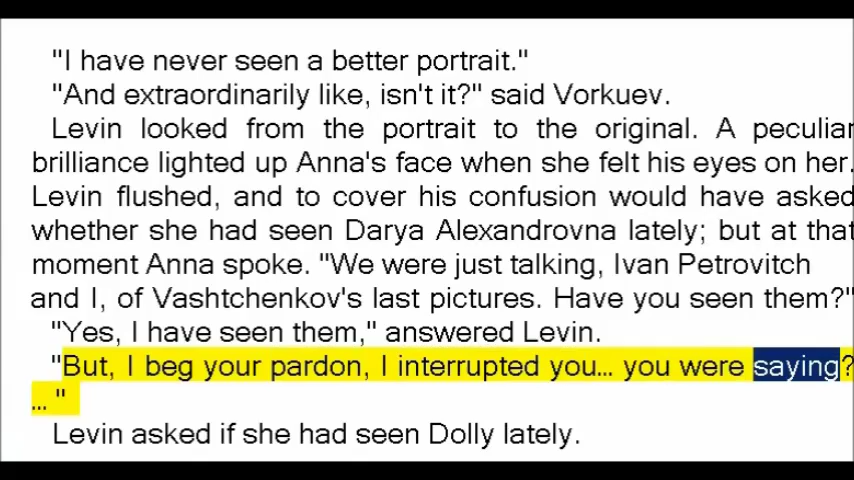 "I have never seen a better portrait."
"And extraordinarily like, isn't it?" said Vorkuev.
Levin looked from the portrait to the original. A peculiar
brilliance lighted up Anna's face when she felt his eyes on her.
Levin flushed, and to cover his confusion would have asked
whether she had seen Darya Alexandrovna lately; but at that
moment Anna spoke. "We were just talking, Ivan Petrovitch
and I, of Vashtchenkov's last pictures. Have you seen them?"
"Yes, I have seen them," answered Levin.
"But, I beg your pardon, I interrupted you... you were saying?
... "
Levin asked if she had seen Dolly lately.